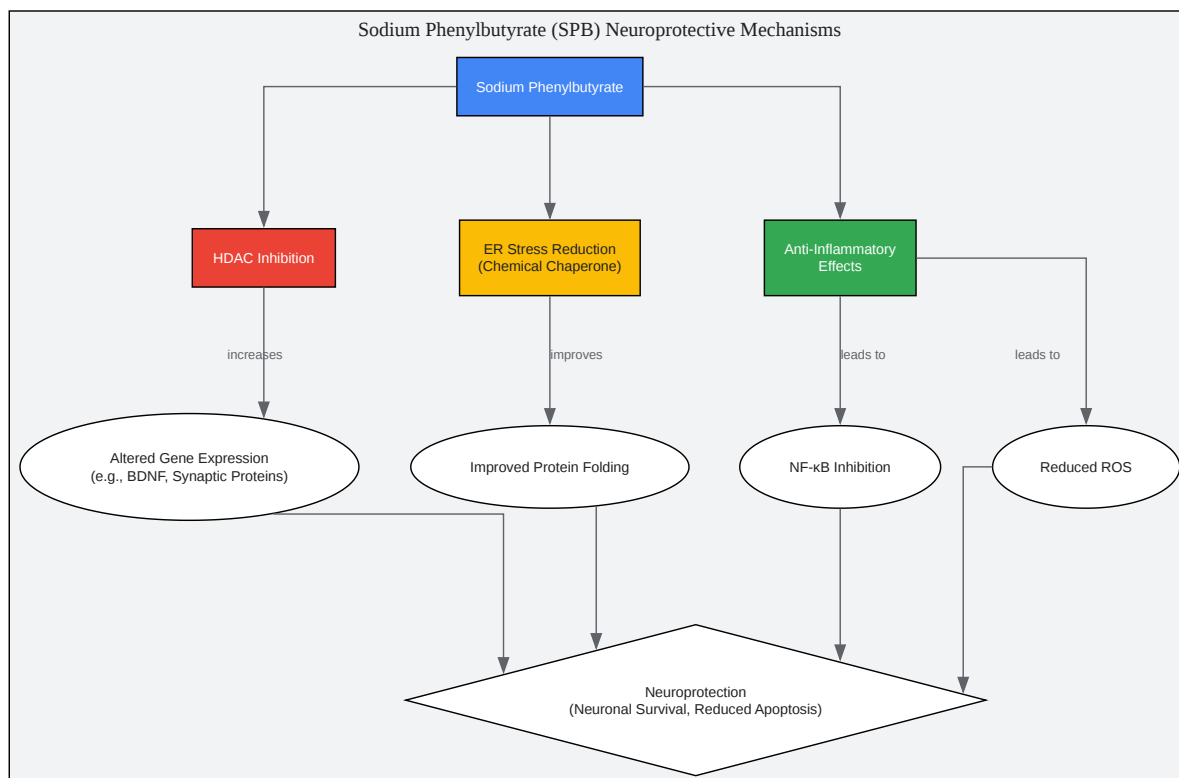 Sodium Phenylbutyrate (SPB) Neuroprotective Mechanisms
Sodium Phenylbutyrate
HDAC Inhibition
ER Stress Reduction
(Chemical Chaperone)
Anti-Inflammatory
Effects
increases
improves
leads to
leads to
Altered Gene Expression
(e.g., BDNF, Synaptic Proteins)
Improved Protein Folding
NF-κB Inhibition
Reduced ROS
Neuroprotection
(Neuronal Survival, Reduced Apoptosis)